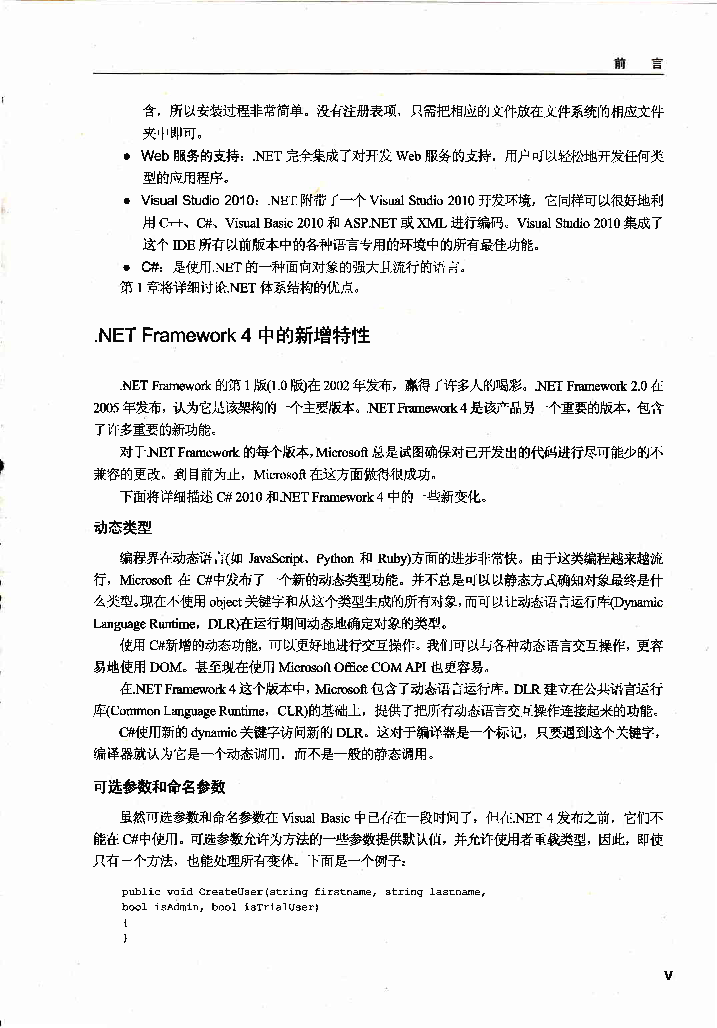 前 言
含，所以安装过程非常简单。没有注册表项，只需把相应的文件放在文件系统的相应文件
夹中即可。
● Web 服务的支持：.NET 完全集成了对开发 Web 服务的支持，用户可以轻松地开发任何类
型的应用程序。
● Visual Studio 2010：.NET 附带了一个 Visual Studio 2010 开发环境，它同样可以很好地利
用 C++、C#、Visual Basic 2010 和 ASP.NET 或 XML 进行编码。Visual Studio 2010 集成了
这个 IDE 所有以前版本中的各种语言专用的环境中的所有最佳功能。
● C#：是使用.NET 的一种面向对象的强大且流行的语言。
第 1 章将详细讨论.NET 体系结构的优点。
.NET Framework 4 中的新增特性
.NET Framework 的第 1 版(1.0 版)在 2002 年发布，赢得了许多人的喝彩。.NET Framework 2.0 在
2005 年发布，认为它是该架构的一个主要版本。.NET Framework 4 是该产品另一个重要的版本，包含
了许多重要的新功能。
对于.NET Framework 的每个版本，Microsoft 总是试图确保对已开发出的代码进行尽可能少的不
兼容的更改。到目前为止，Microsoft 在这方面做得很成功。
下面将详细描述 C# 2010 和.NET Framework 4 中的一些新变化。
动态类型
编程界在动态语言(如 JavaScript、Python 和 Ruby)方面的进步非常快。由于这类编程越来越流
行，Microsoft 在 C#中发布了一个新的动态类型功能。并不总是可以以静态方式确知对象最终是什
么类型。现在不使用 object 关键字和从这个类型生成的所有对象，而可以让动态语言运行库(Dynamic
Language Runtime，DLR)在运行期间动态地确定对象的类型。
使用 C#新增的动态功能，可以更好地进行交互操作。我们可以与各种动态语言交互操作，更容
易地使用 DOM。甚至现在使用 Microsoft Office COM API 也更容易。
在.NET Framework 4 这个版本中，Microsoft 包含了动态语言运行库。DLR 建立在公共语言运行
库(Common Language Runtime，CLR)的基础上，提供了把所有动态语言交互操作连接起来的功能。
C#使用新的 dynamic 关键字访问新的 DLR。这对于编译器是一个标记，只要遇到这个关键字，
编译器就认为它是一个动态调用，而不是一般的静态调用。
可选参数和命名参数
虽然可选参数和命名参数在 Visual Basic 中已存在一段时间了，但在.NET 4 发布之前，它们不
能在 C#中使用。可选参数允许为方法的一些参数提供默认值，并允许使用者重载类型，因此，即使
只有一个方法，也能处理所有变体。下面是一个例子：
public void CreateUser(string firstname, string lastname,
bool isAdmin, bool isTrialUser)
{
}
V